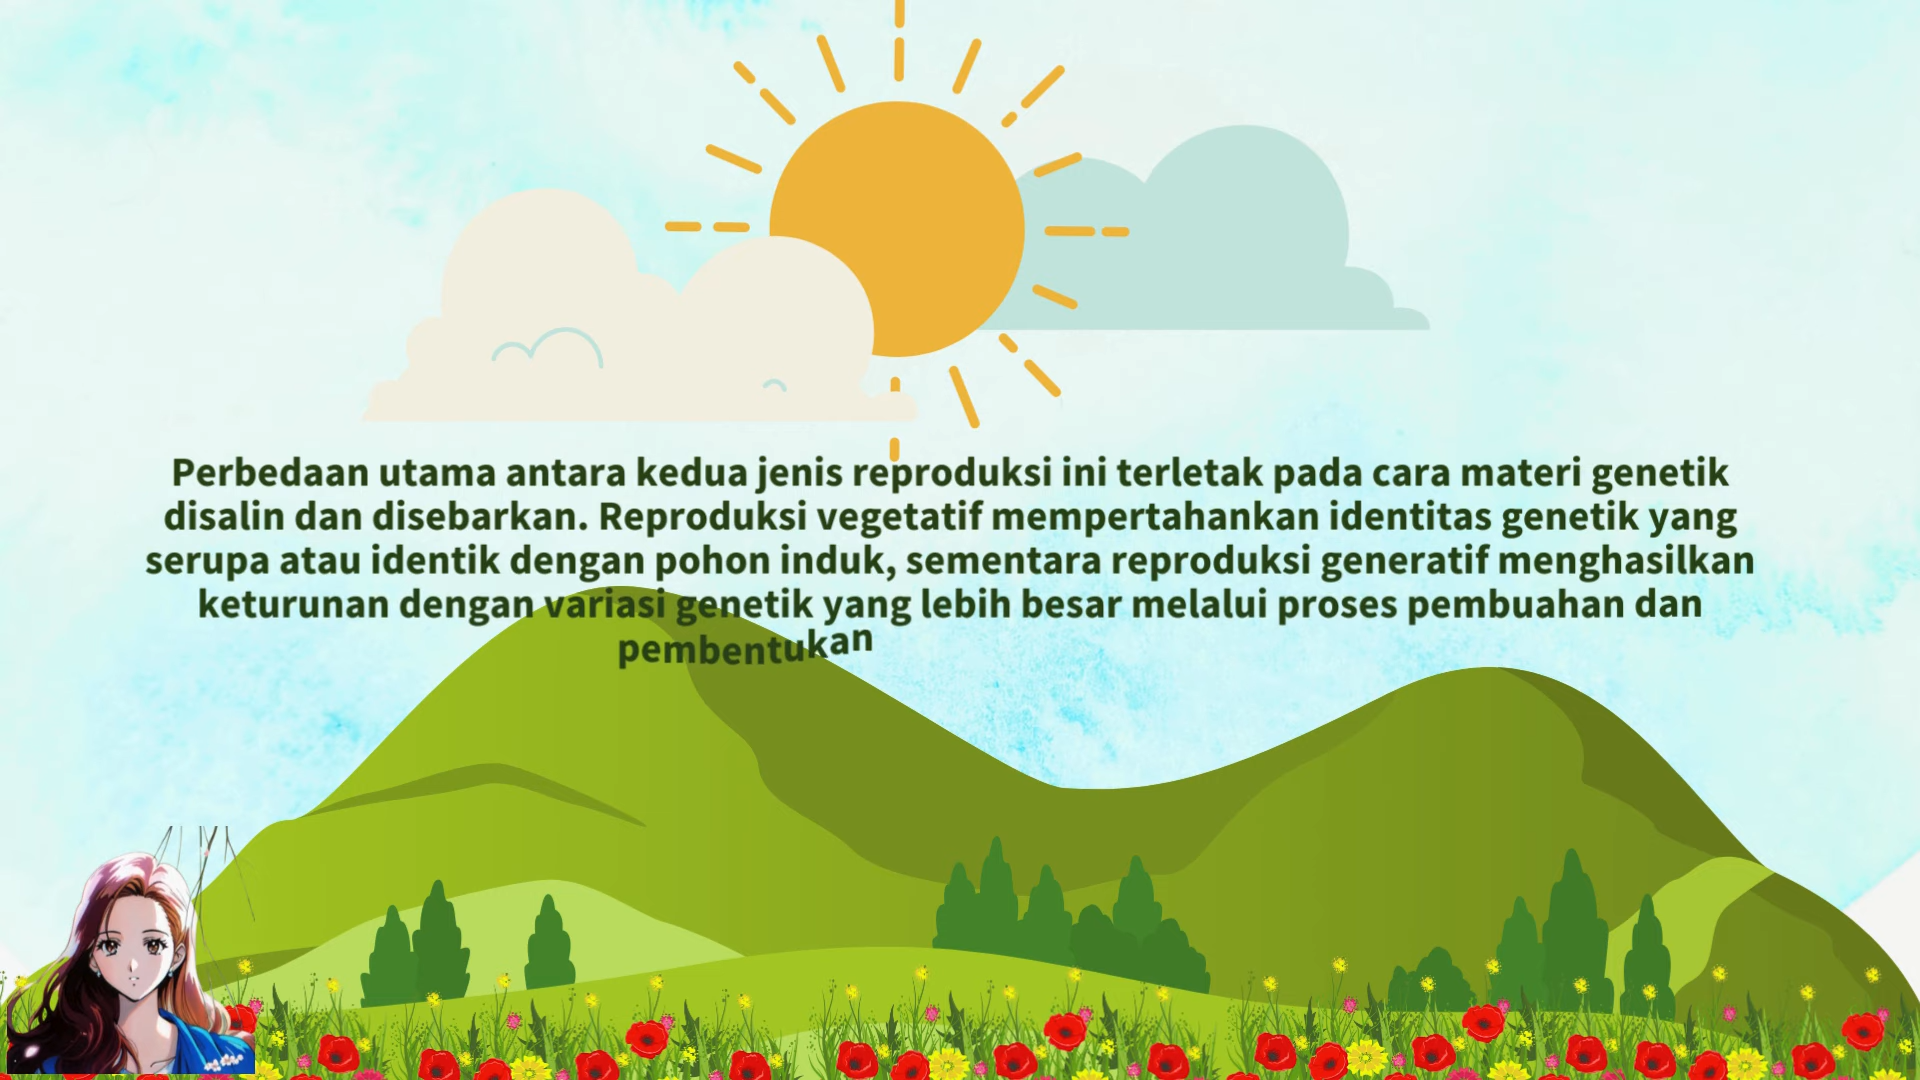 Perbedaan utama antara kedua jenis reproduksi ini terletak pada cara materi genetik
disalin dan disebarkan. Reproduksi vegetatif mempertahankan identitas genetik yang
serupa atau identik dengan pohon induk, sementara reproduksi generatif menghasilkan
keturunan dengan variasi genetik yang lebih besar melalui proses pembuahan dan
pembentukan